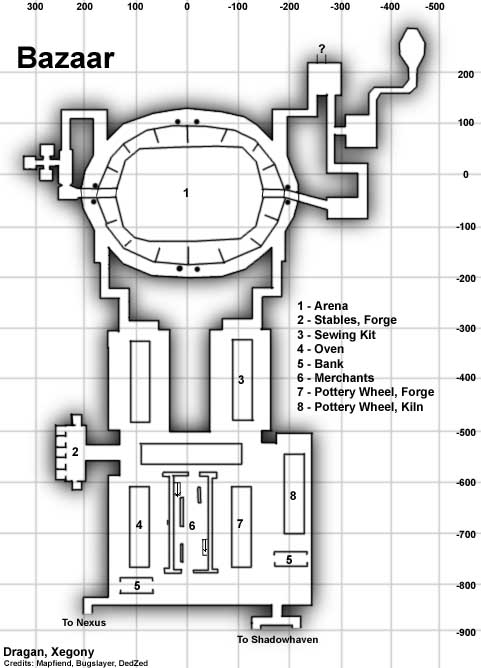 300 200 100 0 -100 -200 -300 -400 -500
Bazaar
?
200
100
0
-100
-200
-300
-400
-500
-600
-700
-800
-900
1
1 - Arena
2 - Stables, Forge
3 - Sewing Kit
4 - Oven
5 - Bank
6 - Merchants
7 - Pottery Wheel, Forge
8 - Pottery Wheel, Kiln
3
2
8
4
6
7
5
5
To Nexus
To Shadowhaven
Dragan, Xegony
Credits: Mapfiend, Bugslayer, DedZed